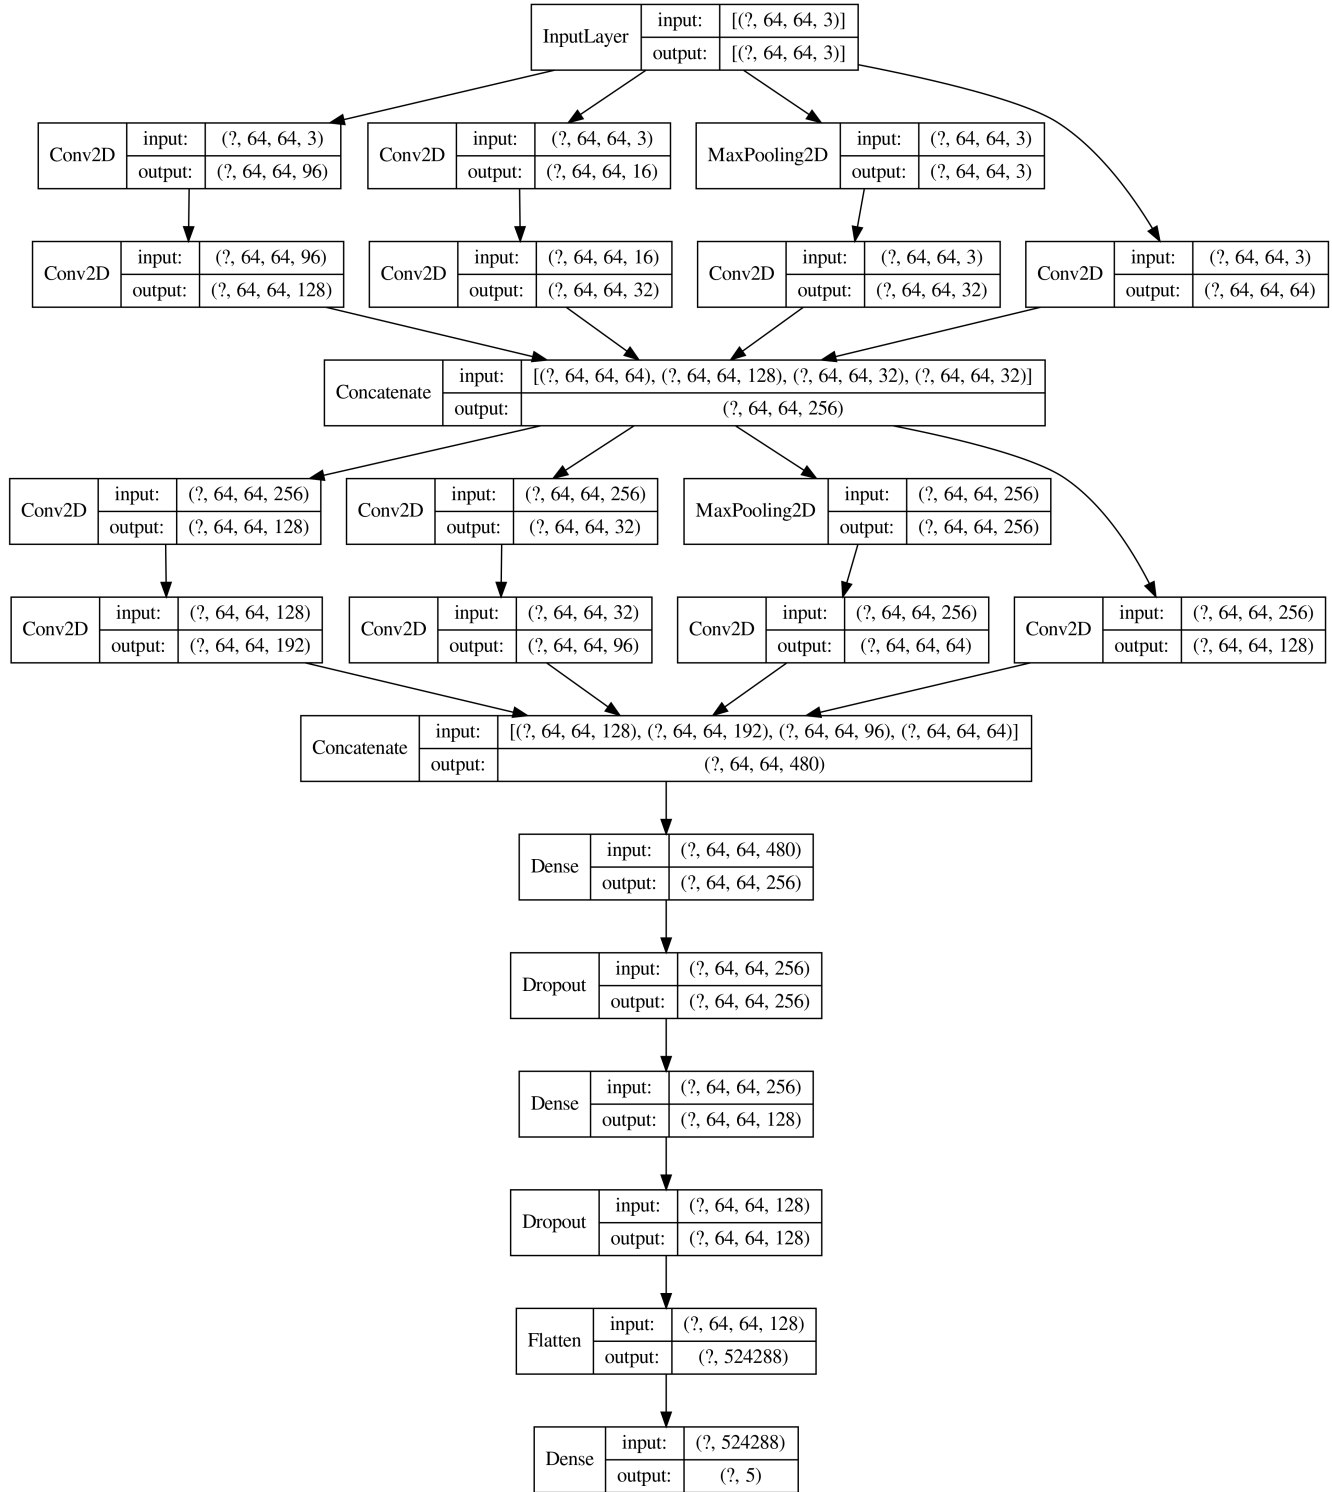 InputLayer input: [(?, 64, 64, 3)]
output: [(?, 64, 64, 3)]
Conv2D input: (?, 64, 64, 3)
output: (?, 64, 64, 96)
Conv2D input: (?, 64, 64, 3)
output: (?, 64, 64, 16)
MaxPooling2D input: (?, 64, 64, 3)
output: (?, 64, 64, 3)
Conv2D input: (?, 64, 64, 96)
output: (?, 64, 64, 128)
Conv2D input: (?, 64, 64, 16)
output: (?, 64, 64, 32)
Conv2D input: (?, 64, 64, 3)
output: (?, 64, 64, 32)
Conv2D input: (?, 64, 64, 3)
output: (?, 64, 64, 64)
Concatenate input: [(?, 64, 64, 64), (?, 64, 64, 128), (?, 64, 64, 32), (?, 64, 64, 32)]
output: (?, 64, 64, 256)
Conv2D input: (?, 64, 64, 256)
output: (?, 64, 64, 128)
Conv2D input: (?, 64, 64, 256)
output: (?, 64, 64, 32)
MaxPooling2D input: (?, 64, 64, 256)
output: (?, 64, 64, 256)
Conv2D input: (?, 64, 64, 128)
output: (?, 64, 64, 192)
Conv2D input: (?, 64, 64, 32)
output: (?, 64, 64, 96)
Conv2D input: (?, 64, 64, 256)
output: (?, 64, 64, 64)
Conv2D input: (?, 64, 64, 256)
output: (?, 64, 64, 128)
Concatenate input: [(?, 64, 64, 128), (?, 64, 64, 192), (?, 64, 64, 96), (?, 64, 64, 64)]
output: (?, 64, 64, 480)
Dense input: (?, 64, 64, 480)
output: (?, 64, 64, 256)
Dropout input: (?, 64, 64, 256)
output: (?, 64, 64, 256)
Dense input: (?, 64, 64, 256)
output: (?, 64, 64, 128)
Dropout input: (?, 64, 64, 128)
output: (?, 64, 64, 128)
Flatten input: (?, 64, 64, 128)
output: (?, 524288)
Dense input: (?, 524288)
output: (?, 5)